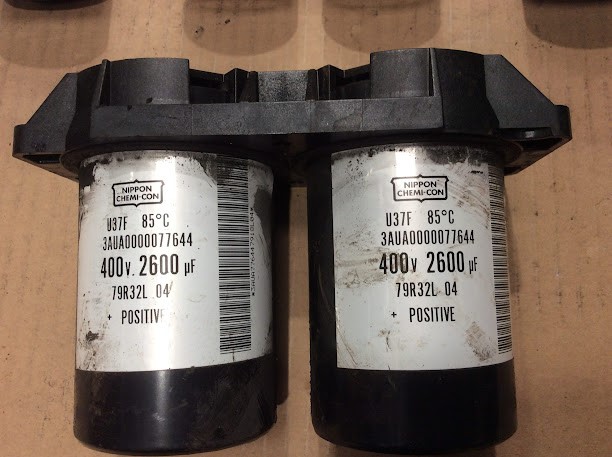 NIPPON
CHEMI-CON
U37F 85°C
3AUA0000077644
400v. 2600 µF
79R32L 04
+ POSITIVE
NIPPON
CHEMI-CON
U37F 85°C
3AUA0000077644
400v 2600 µF
79R32L 04
+ POSITIVE